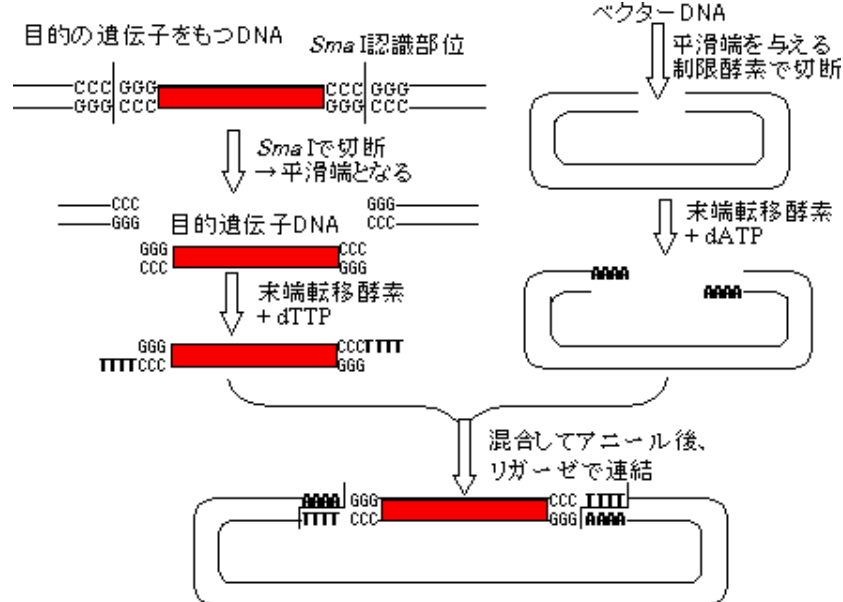 目的の遺伝子をもつDNA
Sma I認識部位
CCC GGG CCC GGG
GGG CCC GGG CCC
Sma Iで切断
→平滑端となる
CCC GGG
GGG CCC
目的遺伝子DNA
GGG CCC
CCC GGG
末端転移酵素
+ dTTP
GGG CCCTTTT
TTTTCCC GGG
ベクターDNA
平滑端を与える
制限酵素で切断
末端転移酵素
+ dATP
AAAA
AAAA
混合してアニール後、
リガーゼで連結
AAAA GGG CCC TTTT
TTTT CCC GGG AAAA